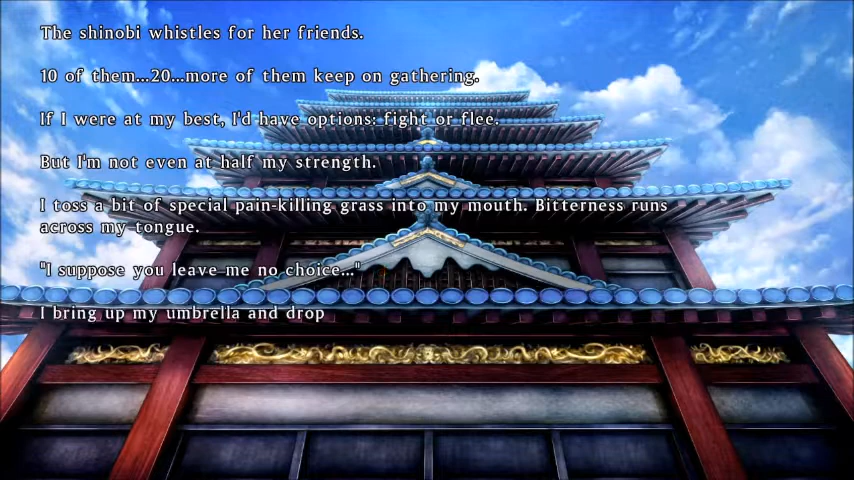 The shinobi whistles for her friends.
10 of them...20...more of them keep on gathering.
If I were at my best, I'd have options: fight or flee.
But I'm not even at half my strength.
I toss a bit of special pain-killing grass into my mouth. Bitterness runs
across my tongue.
"I suppose you leave me no choice..."
I bring up my umbrella and drop